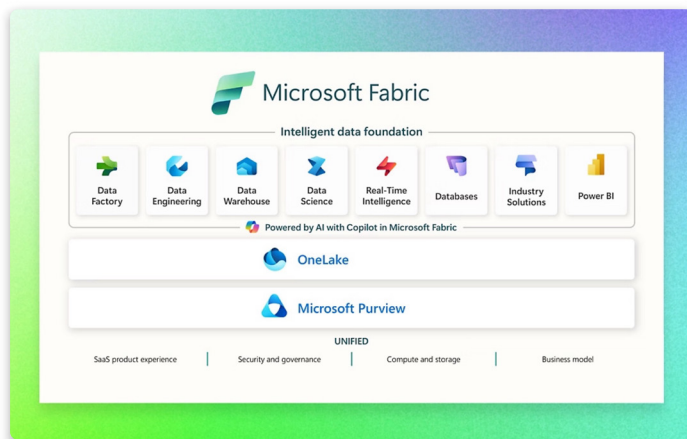 Microsoft Fabric
Intelligent data foundation
Data
Factory
Data
Engineering
Data
Warehouse
Data
Science
Real-Time
Intelligence
Databases
Industry
Solutions
Power BI
Powered by AI with Copilot in Microsoft Fabric
OneLake
Microsoft Purview
UNIFIED
SaaS product experience
Security and governance
Compute and storage
Business model